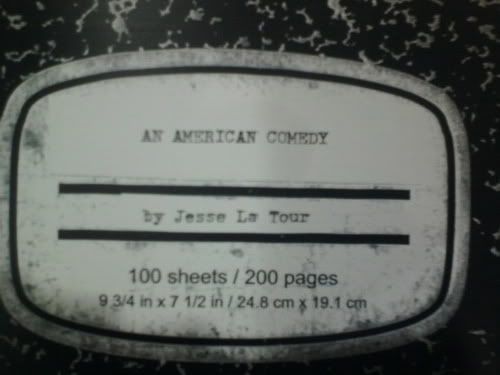 AN AMERICAN COMEDY
by Jesse La Tour
100 sheets / 200 pages
9 3/4 in x 7 1/2 in / 24.8 cm x 19.1 cm